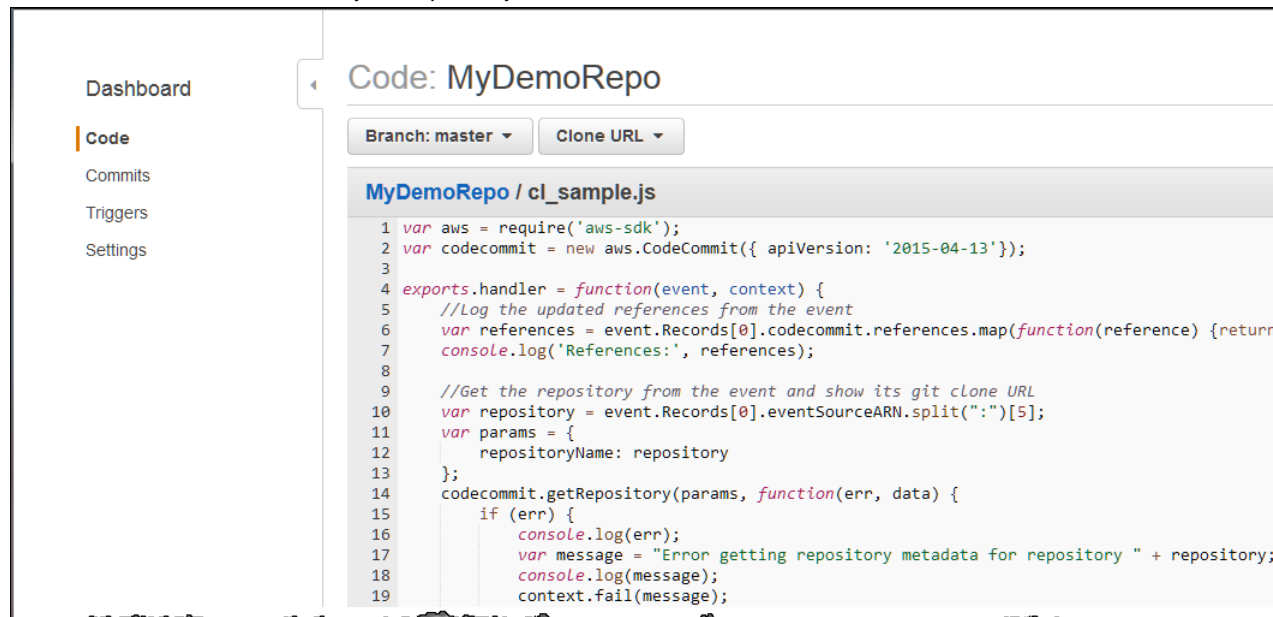 Dashboard
Code
Commits
Triggers
Settings
Code: MyDemoRepo
Branch: master
Clone URL
MyDemoRepo / cl_sample.js
1 var aws = require('aws-sdk');
2 var codecommit = new aws.CodeCommit({ apiVersion: '2015-04-13'});
3
4 exports.handler = function(event, context) {
5     //Log the updated references from the event
6     var references = event.Records[0].codecommit.references.map(function(reference) {return
7     console.log('References:', references);
8
9     //Get the repository from the event and show its git clone URL
10     var repository = event.Records[0].eventSourceARN.split(":")[5];
11     var params = {
12         repositoryName: repository
13     };
14     codecommit.getRepository(params, function(err, data) {
15         if (err) {
16             console.log(err);
17             var message = "Error getting repository metadata for repository " + repository;
18             console.log(message);
19             context.fail(message);